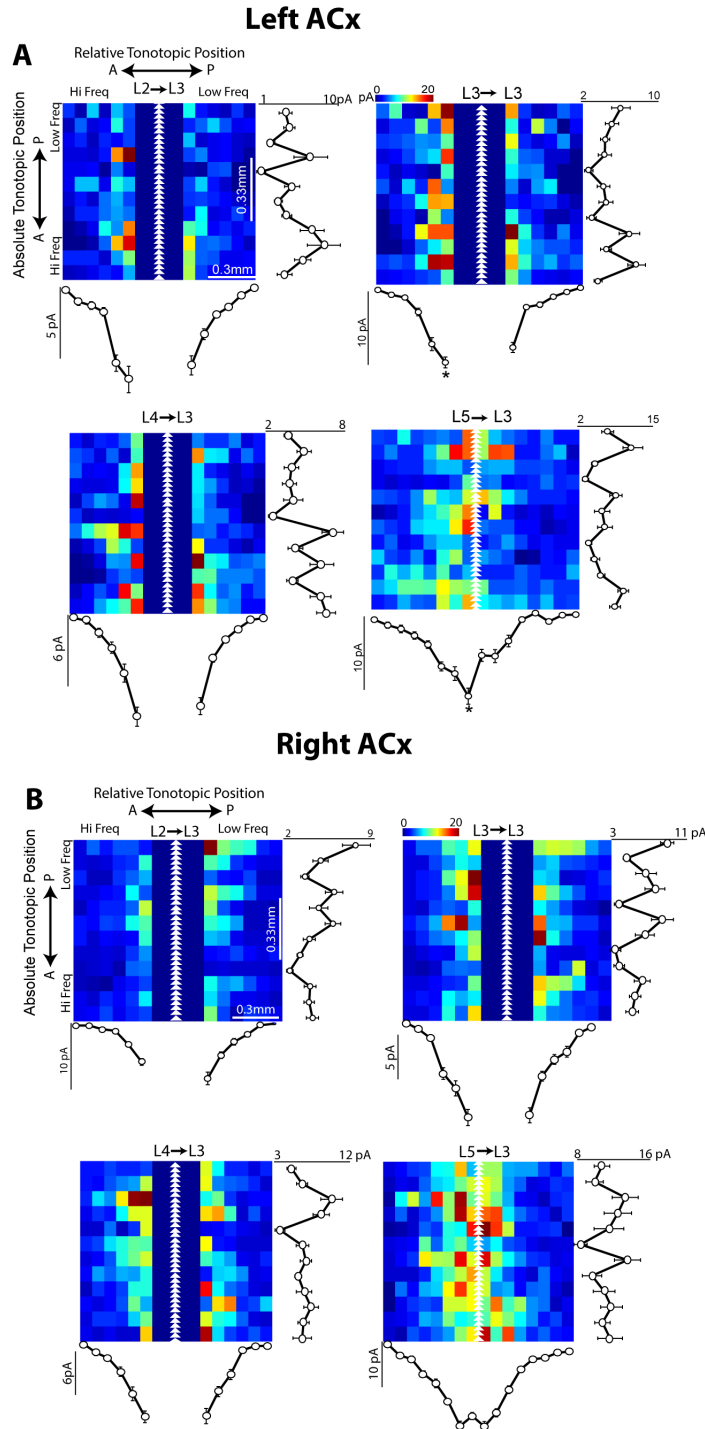 Left ACx
A
Relative Tonotopic Position
A P
Hi Freq L2→L3 Low Freq
1 10pA
Absolute Tonotopic Position
A P
Low Freq
Hi Freq
0.33mm
0.3mm
5 pA
pA 0 20
L3→L3
2 10
10 pA
*
L4→L3
2 8
6 pA
L5→L3
2 15
10 pA
*
Right ACx
B
Relative Tonotopic Position
A P
Hi Freq L2→L3 Low Freq
2 9
Absolute Tonotopic Position
A P
Low Freq
Hi Freq
0.33mm
0.3mm
10 pA
0 20
L3→L3
3 11 pA
5 pA
L4→L3
3 12 pA
6pA
L5→L3
8 16 pA
10 pA